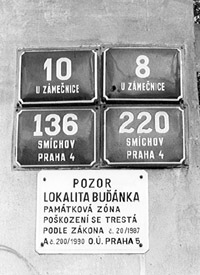 10
U ZÁMEČNICE
8
U ZÁMEČNICE
136
SMÍCHOV
PRAHA 4
220
SMÍCHOV
PRAHA 4
POZOR
LOKALITA BUĎÁNKA
PAMÁTKOVÁ ZÓNA
POŠKOZENÍ SE TRESTÁ
PODLE ZÁKONA č. 20/1987
A č. 200/1990 O.Ú. PRAHA 5